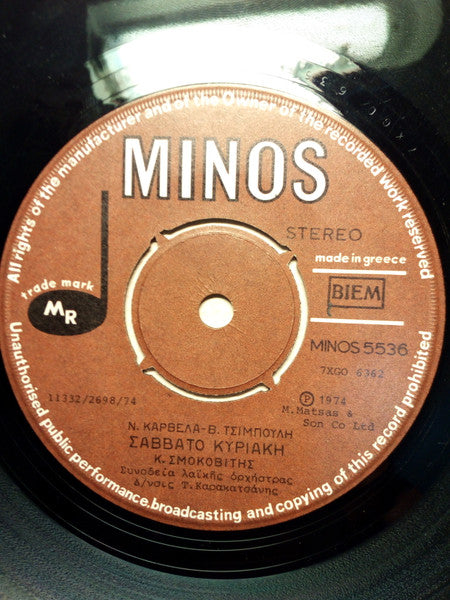 All rights of the manufacturer and of the Owner of the recorded work reserved
MINOS
STEREO
made in greece
trade mark
MR
BIEM
MINOS 5536
7XGO 6362
11332/2698/74
Ⓟ 1974
M. Matsas &
Son Co Ltd
Ν. ΚΑΡΒΕΛΑ-Β. ΤΣΙΜΠΟΥΛΗ
ΣΑΒΒΑΤΟ ΚΥΡΙΑΚΗ
Κ. ΣΜΟΚΟΒΙΤΗΣ
Συνοδεία λαϊκῆς ὀρχήστρας
Δ/νσις Τ. Καρακατσάνης
Unauthorised public performance, broadcasting and copying of this record prohibited